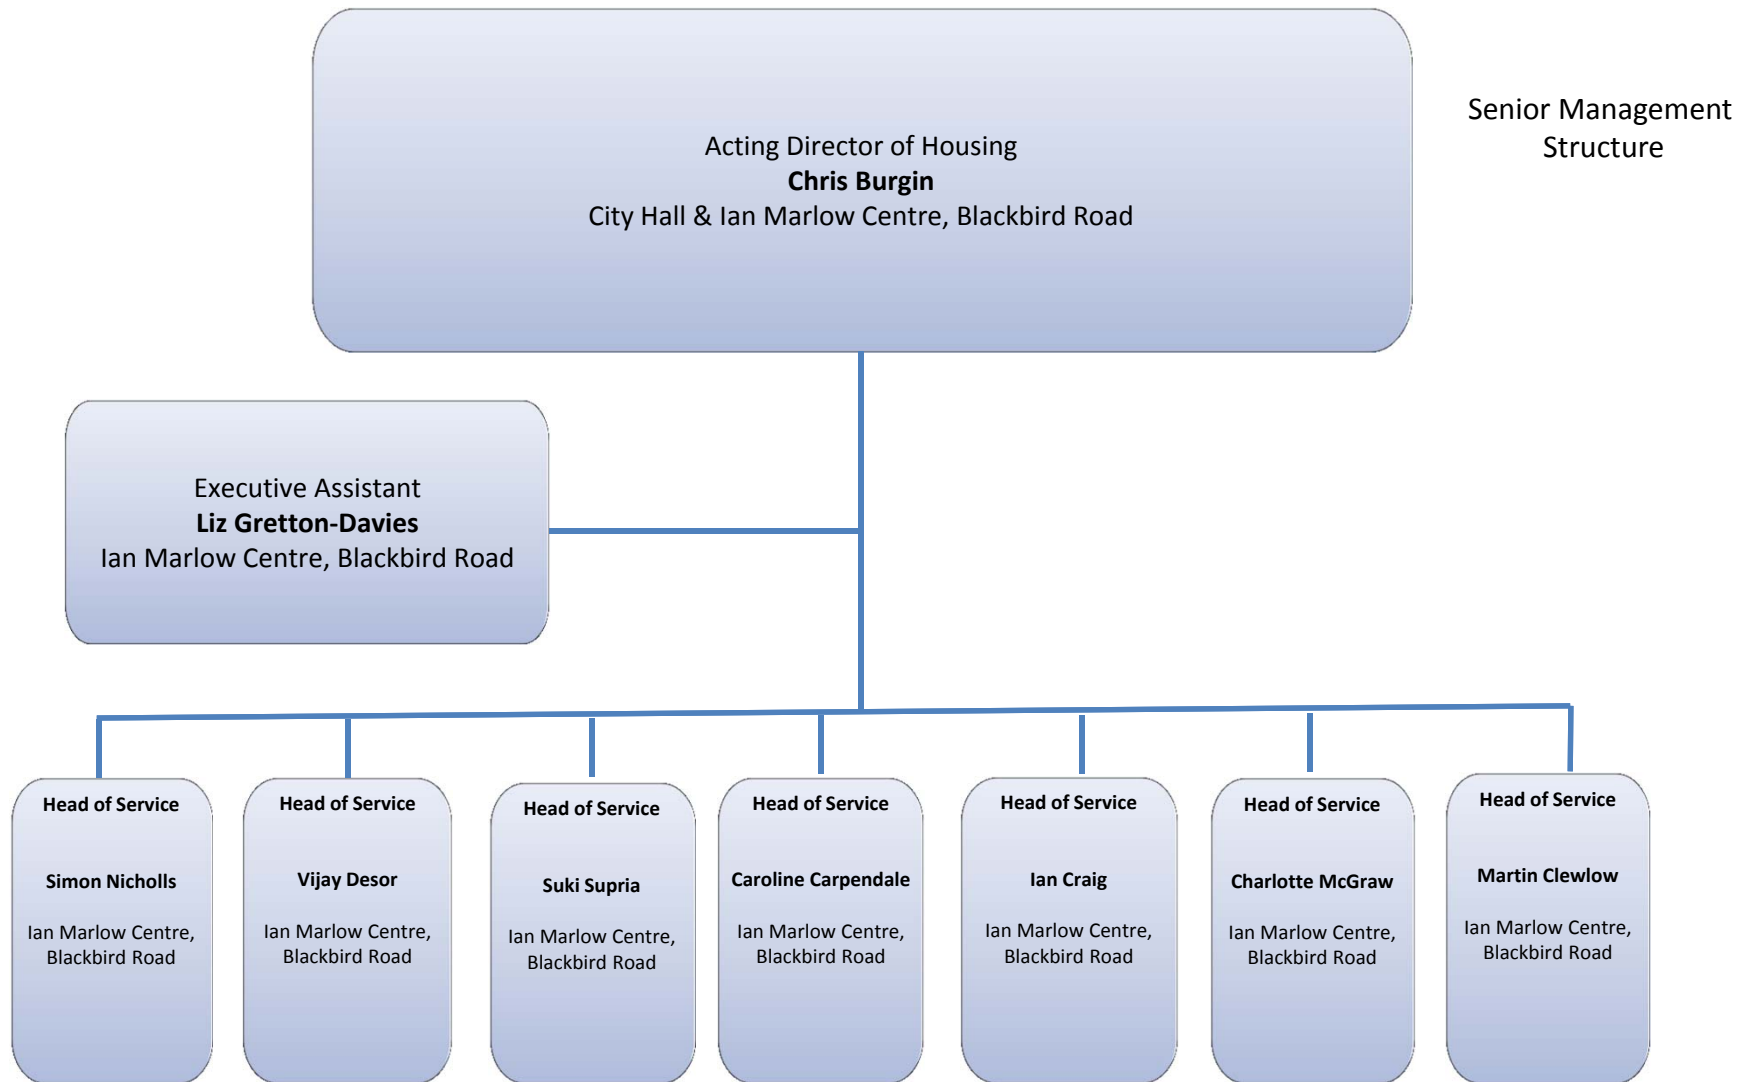 Senior Management
Structure
Acting Director of Housing
Chris Burgin
City Hall & Ian Marlow Centre, Blackbird Road
Executive Assistant
Liz Gretton-Davies
Ian Marlow Centre, Blackbird Road
Head of Service
Simon Nicholls
Ian Marlow Centre,
Blackbird Road
Head of Service
Vijay Desor
Ian Marlow Centre,
Blackbird Road
Head of Service
Suki Supria
Ian Marlow Centre,
Blackbird Road
Head of Service
Caroline Carpendale
Ian Marlow Centre,
Blackbird Road
Head of Service
Ian Craig
Ian Marlow Centre,
Blackbird Road
Head of Service
Charlotte McGraw
Ian Marlow Centre,
Blackbird Road
Head of Service
Martin Clewlow
Ian Marlow Centre,
Blackbird Road